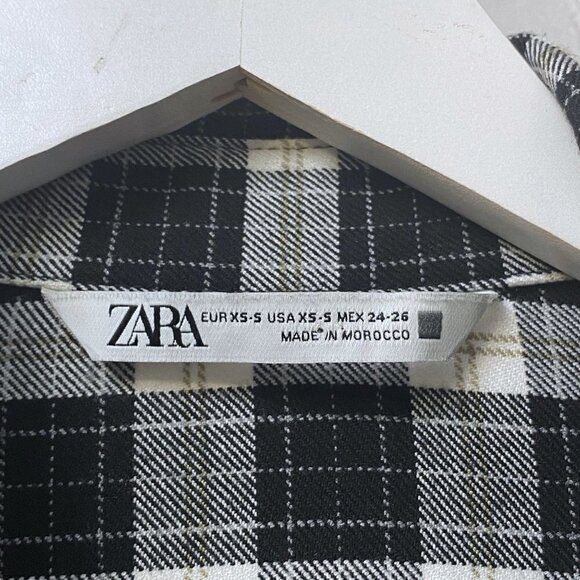 ZARA
EUR XS-S USA XS-S MEX 24-26
MADE IN MOROCCO